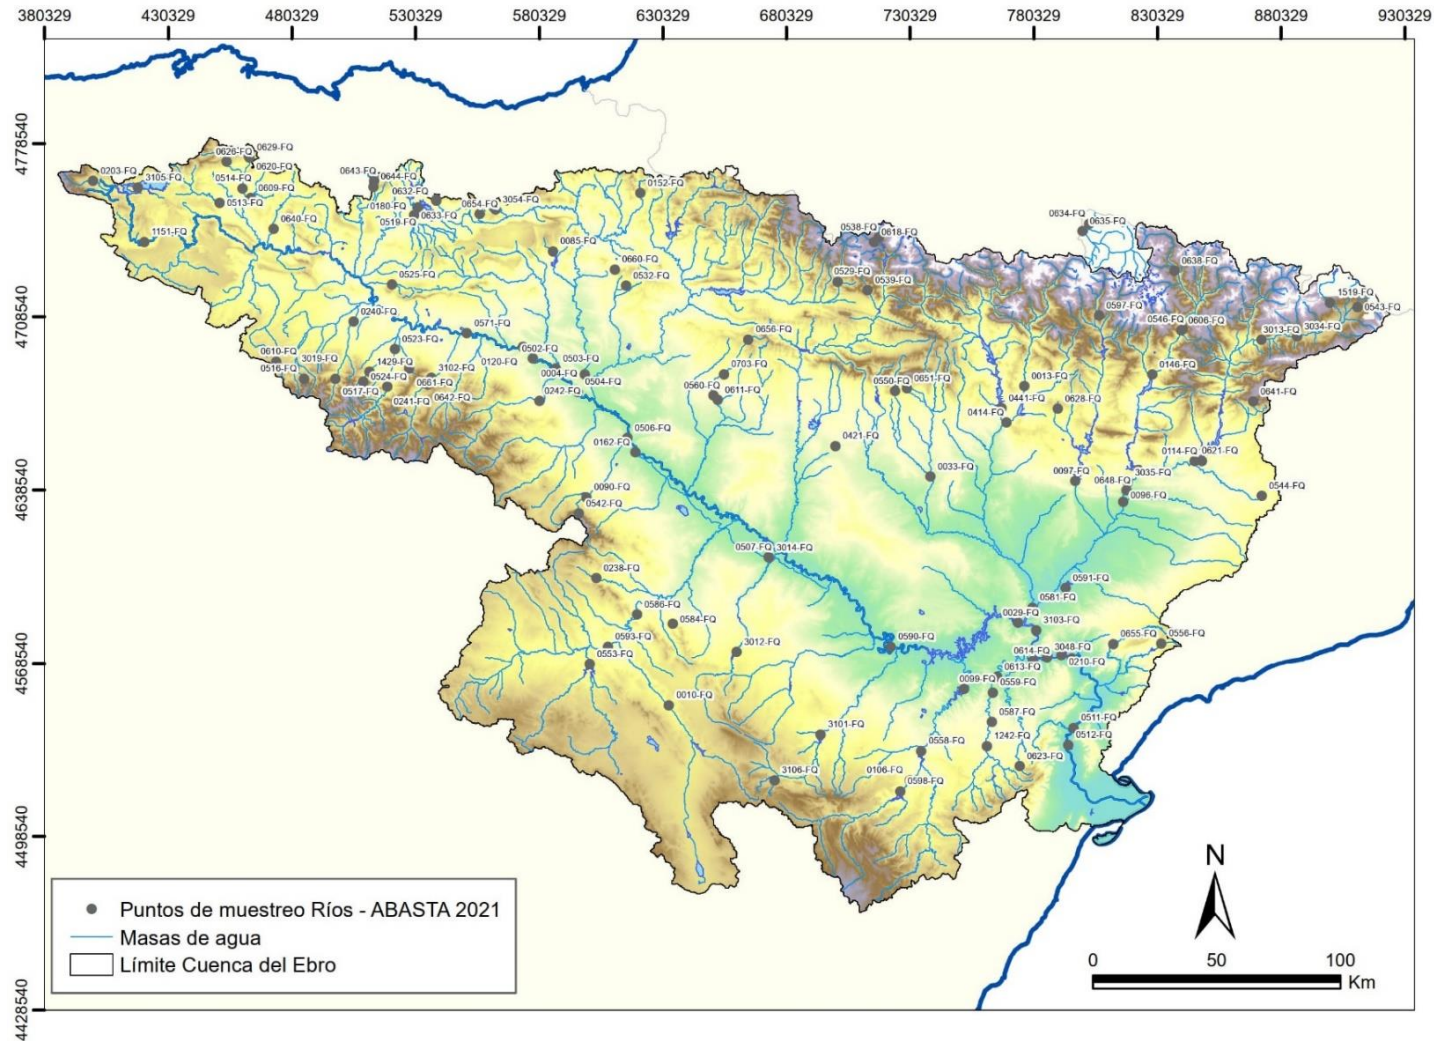 380329 430329 480329 530329 580329 630329 680329 730329 780329 830329 880329 930329
4778540
4708540
4638540
4568540
4498540
4428540
0626-FQ
0629-FQ
0203-FQ
3105-FQ
0514-FQ
0620-FQ
0609-FQ
0513-FQ
0640-FQ
1151-FQ
0643-FQ
0644-FQ
0632-FQ
0180-FQ
0519-FQ
0633-FQ
0654-FQ
3054-FQ
0152-FQ
0085-FQ
0660-FQ
0532-FQ
0525-FQ
0538-FQ
0618-FQ
0529-FQ
0539-FQ
0634-FQ
0635-FQ
0638-FQ
0597-FQ
1519-FQ
0543-FQ
0546-FQ
0606-FQ
3013-FQ
3034-FQ
0240-FQ
0571-FQ
0523-FQ
0610-FQ
0516-FQ
3019-FQ
1429-FQ
0517-FQ
0524-FQ
0241-FQ
0661-FQ
0642-FQ
3102-FQ
0120-FQ
0502-FQ
0503-FQ
0004-FQ
0504-FQ
0242-FQ
0656-FQ
0703-FQ
0560-FQ
0611-FQ
0550-FQ
0651-FQ
0414-FQ
0441-FQ
0013-FQ
0628-FQ
0146-FQ
0641-FQ
0506-FQ
0162-FQ
0421-FQ
0033-FQ
0097-FQ
0648-FQ
3035-FQ
0096-FQ
0114-FQ
0621-FQ
0544-FQ
0090-FQ
0542-FQ
0238-FQ
0507-FQ
3014-FQ
0586-FQ
0584-FQ
0593-FQ
0553-FQ
3012-FQ
0590-FQ
0591-FQ
0581-FQ
0029-FQ
3103-FQ
0614-FQ
3048-FQ
0210-FQ
0613-FQ
0655-FQ
0556-FQ
0099-FQ
0559-FQ
0010-FQ
3101-FQ
0587-FQ
0511-FQ
0512-FQ
0558-FQ
1242-FQ
0623-FQ
3106-FQ
0106-FQ
0598-FQ
Puntos de muestreo Ríos - ABASTA 2021
Masas de agua
Límite Cuenca del Ebro
N
0 50 100
Km